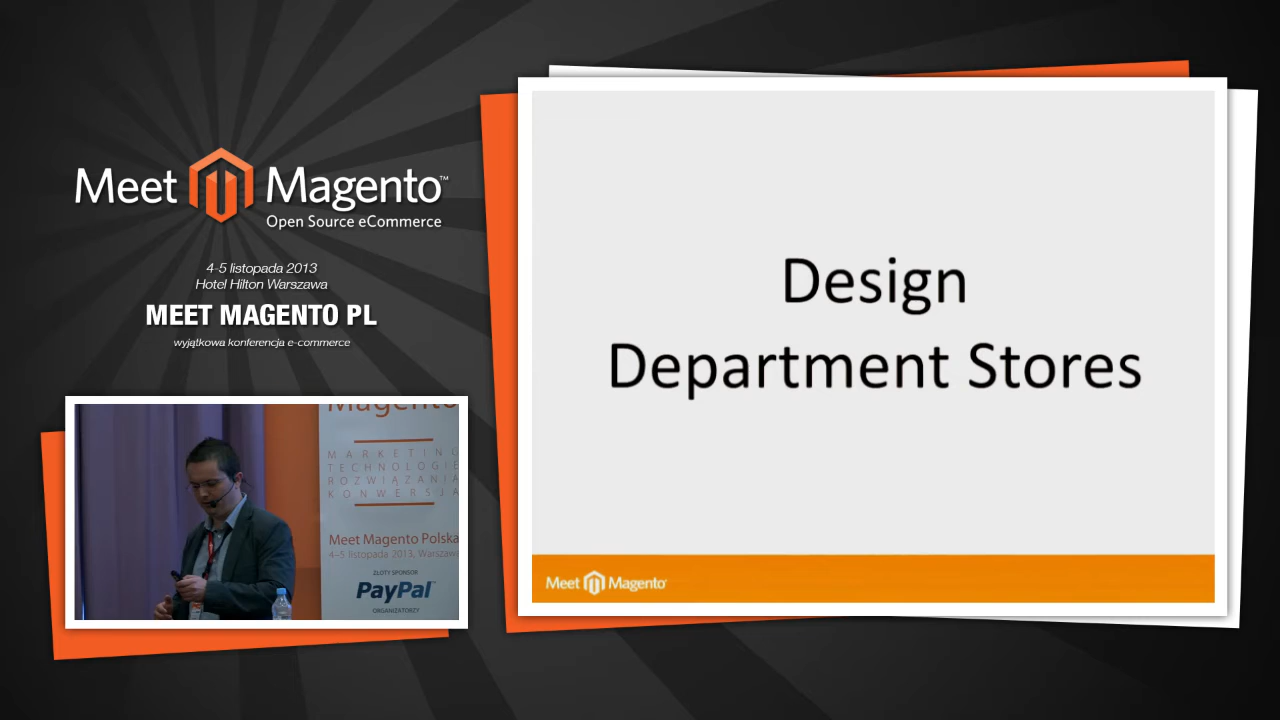 Meet Magento™
Open Source eCommerce
4-5 listopada 2013
Hotel Hilton Warszawa
MEET MAGENTO PL
wyjątkowa konferencja e-commerce
Magento
MARKETING
TECHNOLOGIE
ROZWIĄZANIA
KONWERSJA
Meet Magento Polska
4–5 listopada 2013, Warszawa
ZŁOTY SPONSOR
PayPal™
ORGANIZATORZY
Design
Department Stores
Meet Magento